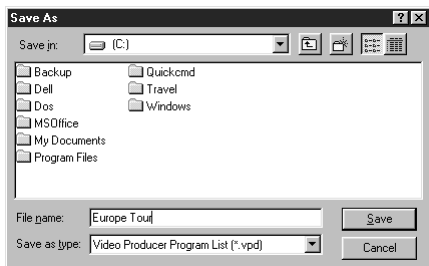 Save As
Save in: (C:)
Backup
Dell
Dos
MSOffice
My Documents
Program Files
Quickcmd
Travel
Windows
File name: Europe Tour
Save
Save as type: Video Producer Program List (*.vpd)
Cancel